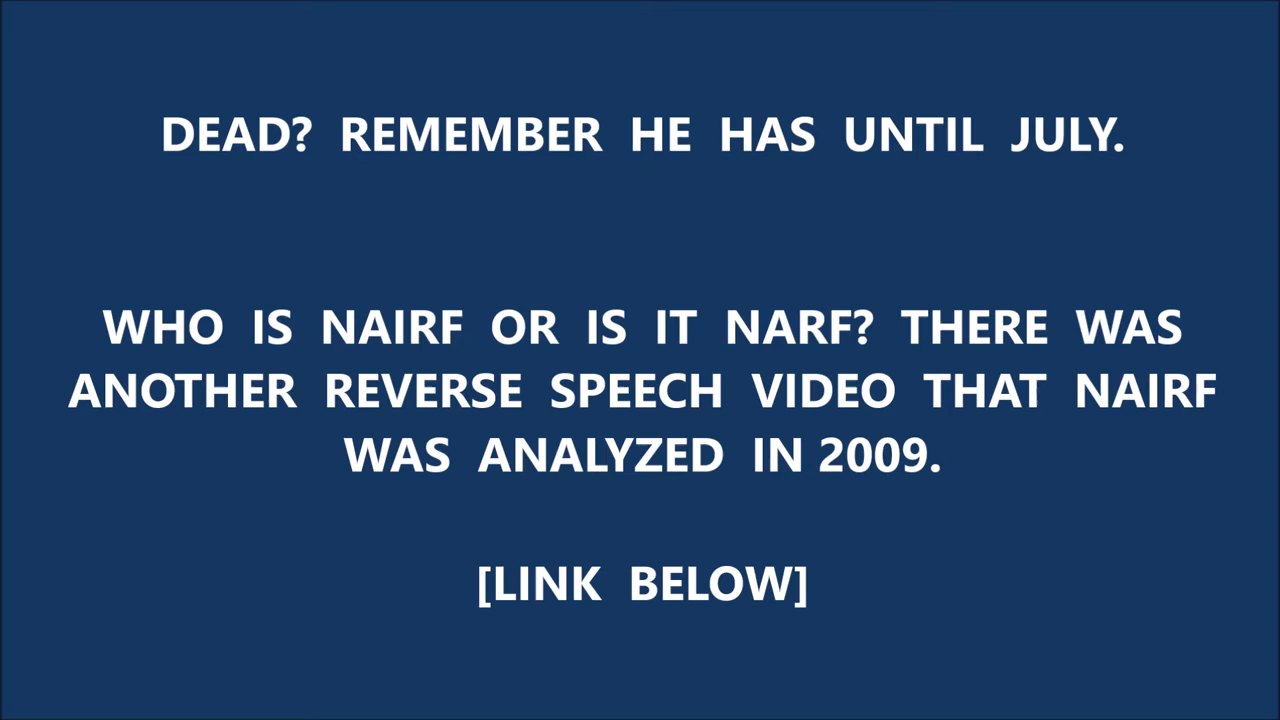 DEAD? REMEMBER HE HAS UNTIL JULY.
WHO IS NAIRF OR IS IT NARF? THERE WAS
ANOTHER REVERSE SPEECH VIDEO THAT NAIRF
WAS ANALYZED IN 2009.
[LINK BELOW]